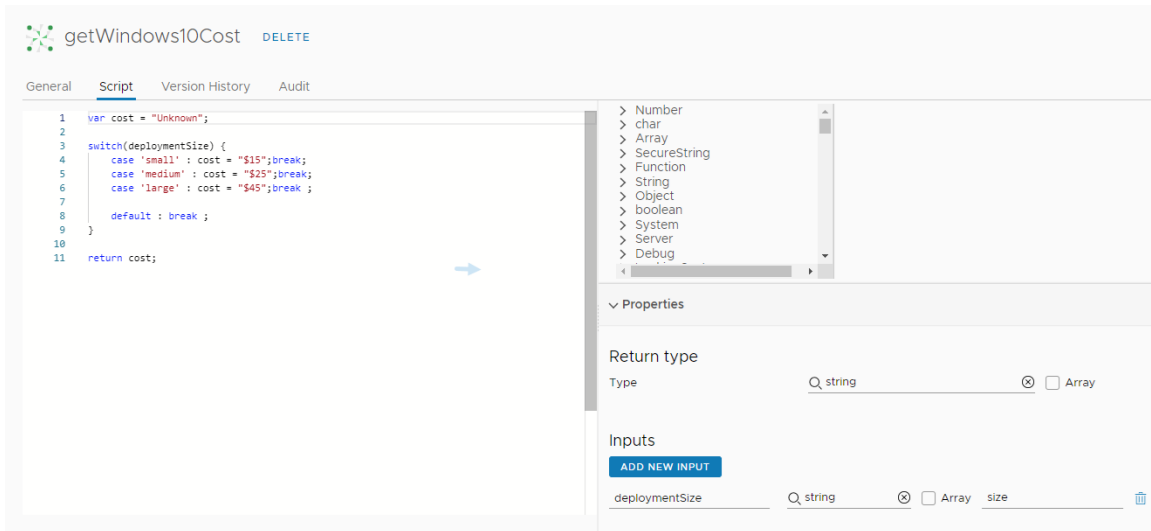 getWindows10Cost DELETE
General Script Version History Audit
1 var cost = "Unknown";
2
3 switch(deploymentSize) {
4 case 'small' : cost = "$15";break;
5 case 'medium' : cost = "$25";break;
6 case 'large' : cost = "$45";break ;
7
8 default : break ;
9 }
10
11 return cost;
Number
char
Array
SecureString
Function
String
Object
boolean
System
Server
Debug
Properties
Return type
Type string Array
Inputs
ADD NEW INPUT
deploymentSize string Array size